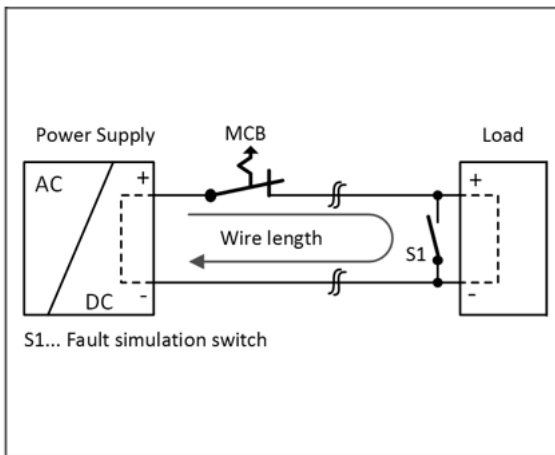 Power Supply
MCB
Load
AC
+
+
Wire length
S1
DC
-
-
S1... Fault simulation switch